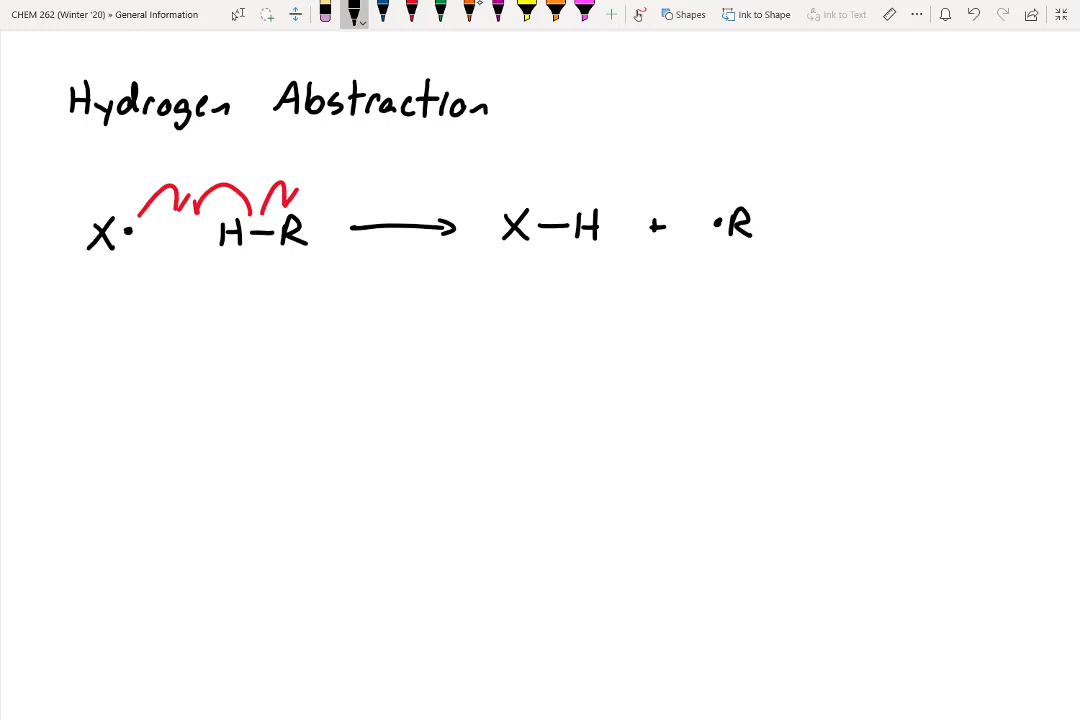 CHEM 262 (Winter '20) » General Information
Shapes
Ink to Shape
Ink to Text
Hydrogen Abstraction
X• H–R ⟶ X–H + •R